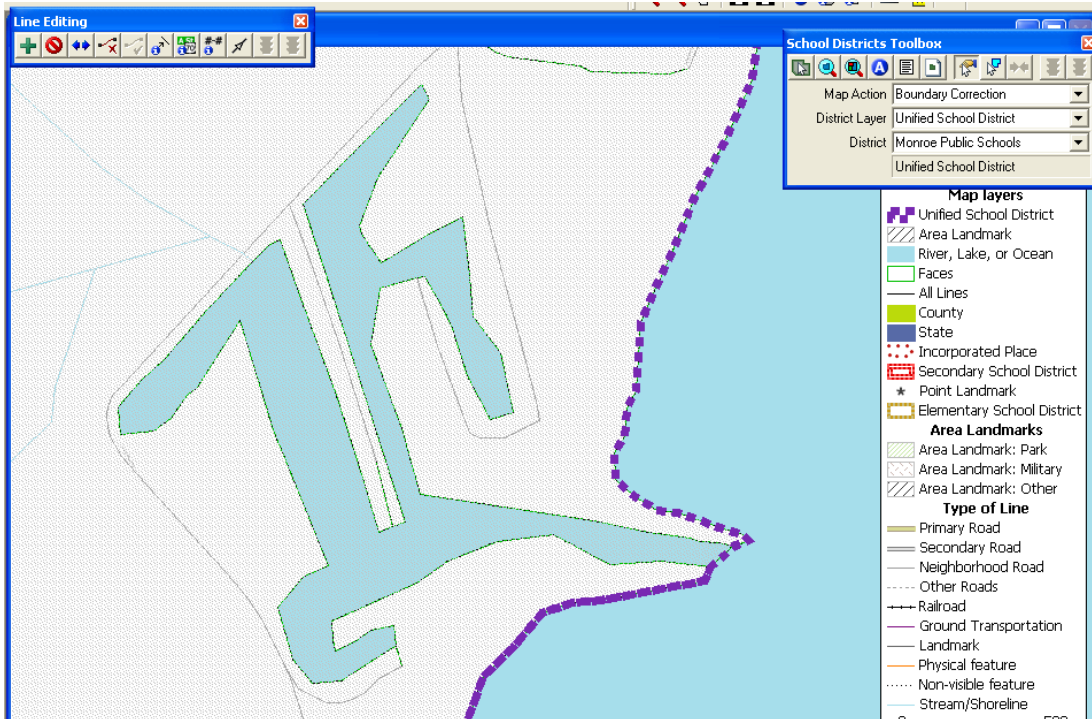 Line Editing
School Districts Toolbox
Map Action Boundary Correction
District Layer Unified School District
District Monroe Public Schools
Unified School District
Map layers
Unified School District
Area Landmark
River, Lake, or Ocean
Faces
All Lines
County
State
Incorporated Place
Secondary School District
Point Landmark
Elementary School District
Area Landmarks
Area Landmark: Park
Area Landmark: Military
Area Landmark: Other
Type of Line
Primary Road
Secondary Road
Neighborhood Road
Other Roads
Railroad
Ground Transportation
Landmark
Physical feature
Non-visible feature
Stream/Shoreline